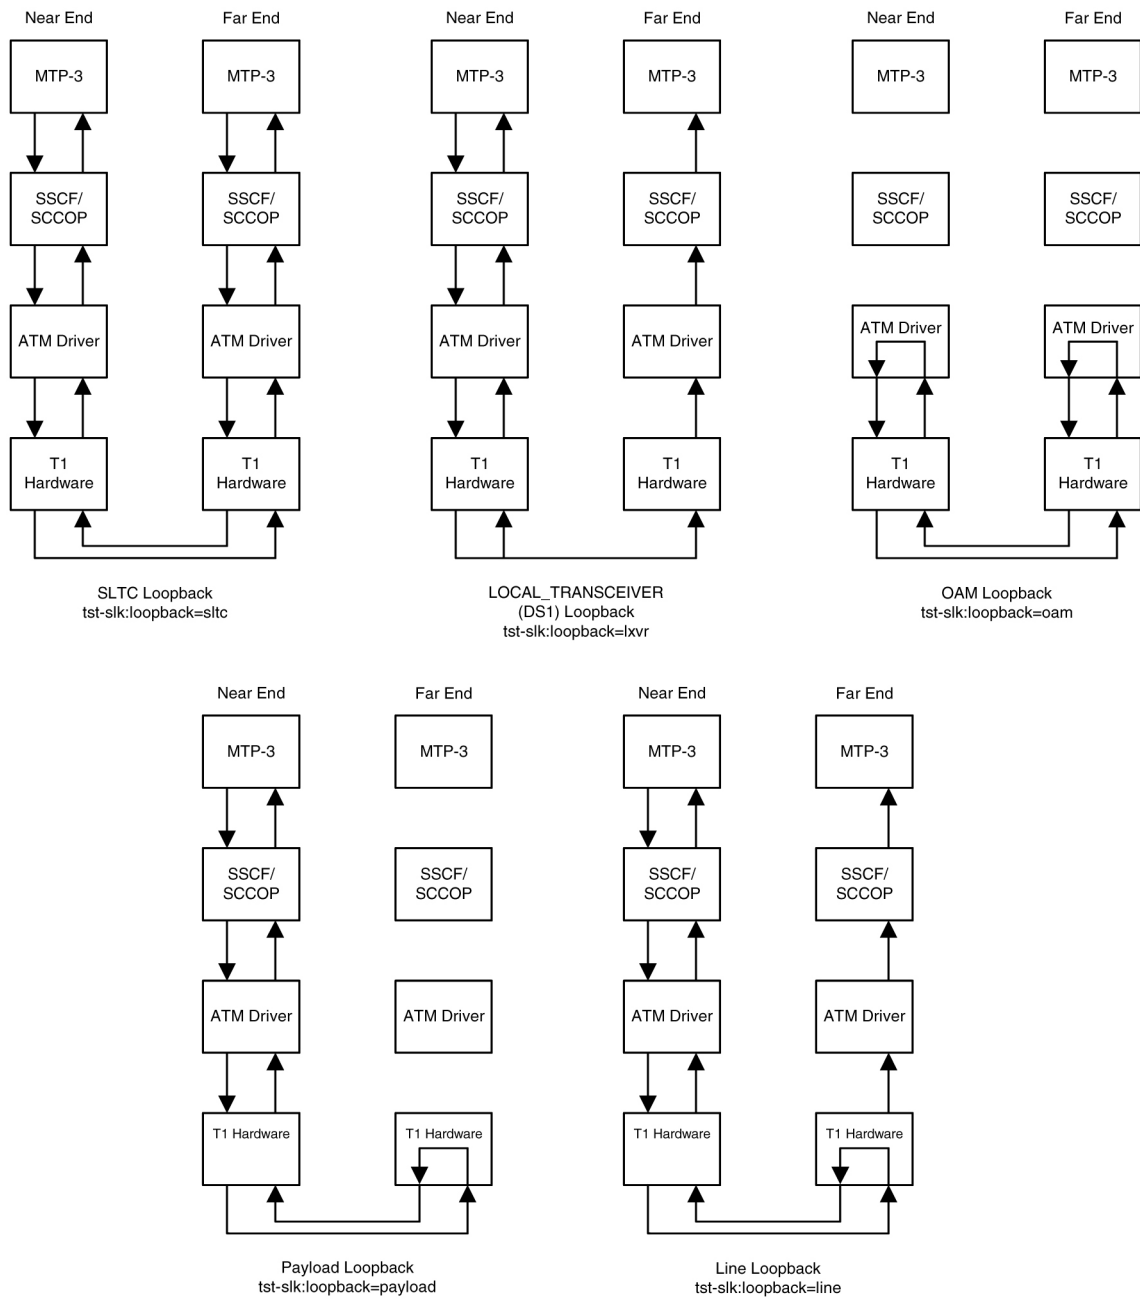 Near End
Far End
MTP-3
MTP-3
SSCF/
SCCOP
SSCF/
SCCOP
ATM Driver
ATM Driver
T1
Hardware
T1
Hardware
SLTC Loopback
tst-slk:loopback=sltc
Near End
Far End
MTP-3
MTP-3
SSCF/
SCCOP
SSCF/
SCCOP
ATM Driver
ATM Driver
T1
Hardware
T1
Hardware
LOCAL_TRANSCEIVER
(DS1) Loopback
tst-slk:loopback=lxvr
Near End
Far End
MTP-3
MTP-3
SSCF/
SCCOP
SSCF/
SCCOP
ATM Driver
ATM Driver
T1
Hardware
T1
Hardware
OAM Loopback
tst-slk:loopback=oam
Near End
Far End
MTP-3
MTP-3
SSCF/
SCCOP
SSCF/
SCCOP
ATM Driver
ATM Driver
T1 Hardware
T1 Hardware
Payload Loopback
tst-slk:loopback=payload
Near End
Far End
MTP-3
MTP-3
SSCF/
SCCOP
SSCF/
SCCOP
ATM Driver
ATM Driver
T1 Hardware
T1 Hardware
Line Loopback
tst-slk:loopback=line